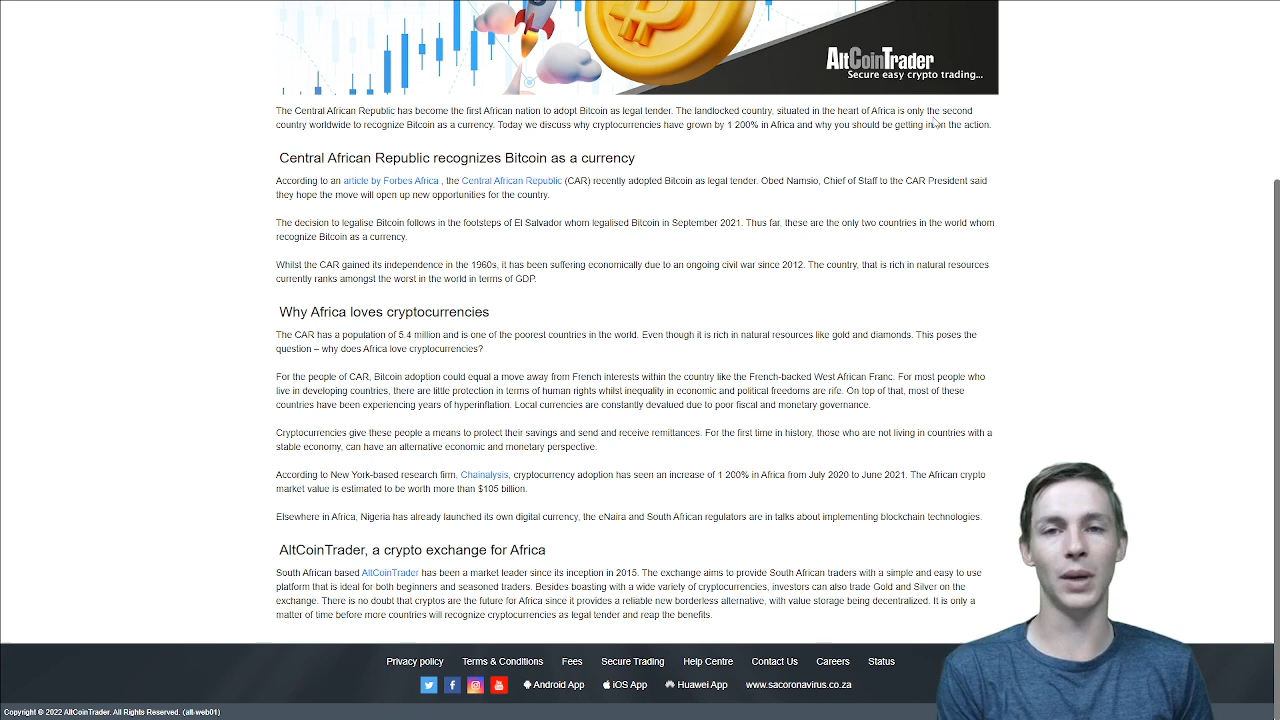 AltCoinTrader
Secure easy crypto trading...
The Central African Republic has become the first African nation to adopt Bitcoin as legal tender. The landlocked country, situated in the heart of Africa is only the second
country worldwide to recognize Bitcoin as a currency. Today we discuss why cryptocurrencies have grown by 1 200% in Africa and why you should be getting in on the action.
Central African Republic recognizes Bitcoin as a currency
According to an article by Forbes Africa , the Central African Republic (CAR) recently adopted Bitcoin as legal tender. Obed Namsio, Chief of Staff to the CAR President said
they hope the move will open up new opportunities for the country.
The decision to legalise Bitcoin follows in the footsteps of El Salvador whom legalised Bitcoin in September 2021. Thus far, these are the only two countries in the world whom
recognize Bitcoin as a currency.
Whilst the CAR gained its independence in the 1960s, it has been suffering economically due to an ongoing civil war since 2012. The country, that is rich in natural resources
currently ranks amongst the worst in the world in terms of GDP.
Why Africa loves cryptocurrencies
The CAR has a population of 5.4 million and is one of the poorest countries in the world. Even though it is rich in natural resources like gold and diamonds. This poses the
question – why does Africa love cryptocurrencies?
For the people of CAR, Bitcoin adoption could equal a move away from French interests within the country like the French-backed West African Franc. For most people who
live in developing countries, there are little protection in terms of human rights whilst inequality in economic and political freedoms are rife. On top of that, most of these
countries have been experiencing years of hyperinflation. Local currencies are constantly devalued due to poor fiscal and monetary governance.
Cryptocurrencies give these people a means to protect their savings and send and receive remittances. For the first time in history, those who are not living in countries with a
stable economy, can have an alternative economic and monetary perspective.
According to New York-based research firm, Chainalysis, cryptocurrency adoption has seen an increase of 1 200% in Africa from July 2020 to June 2021. The African crypto
market value is estimated to be worth more than $105 billion.
Elsewhere in Africa, Nigeria has already launched its own digital currency, the eNaira and South African regulators are in talks about implementing blockchain technologies.
AltCoinTrader, a crypto exchange for Africa
South African based AltCoinTrader has been a market leader since its inception in 2015. The exchange aims to provide South African traders with a simple and easy to use
platform that is ideal for both beginners and seasoned traders. Besides boasting with a wide variety of cryptocurrencies, investors can also trade Gold and Silver on the
exchange. There is no doubt that cryptos are the future for Africa since it provides a reliable new borderless alternative, with value storage being decentralized. It is only a
matter of time before more countries will recognize cryptocurrencies as legal tender and reap the benefits.
Privacy policy Terms & Conditions Fees Secure Trading Help Centre Contact Us Careers Status
Android App iOS App Huawei App www.sacoronavirus.co.za
Copyright © 2022 AltCoinTrader. All Rights Reserved. (alt-web01)